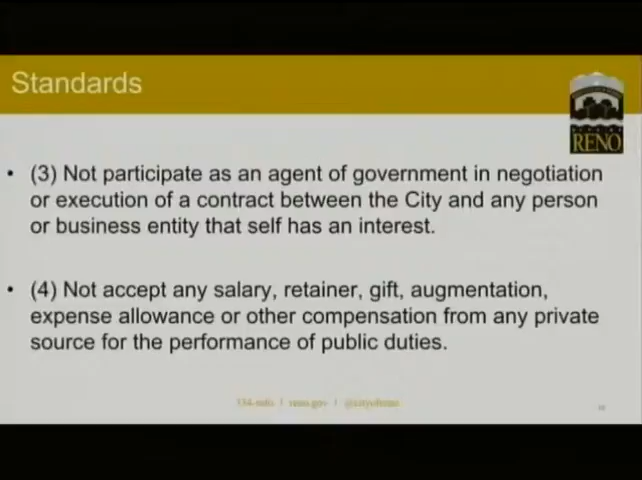 Standards
RENO
• (3) Not participate as an agent of government in negotiation
or execution of a contract between the City and any person
or business entity that self has an interest.
• (4) Not accept any salary, retainer, gift, augmentation,
expense allowance or other compensation from any private
source for the performance of public duties.